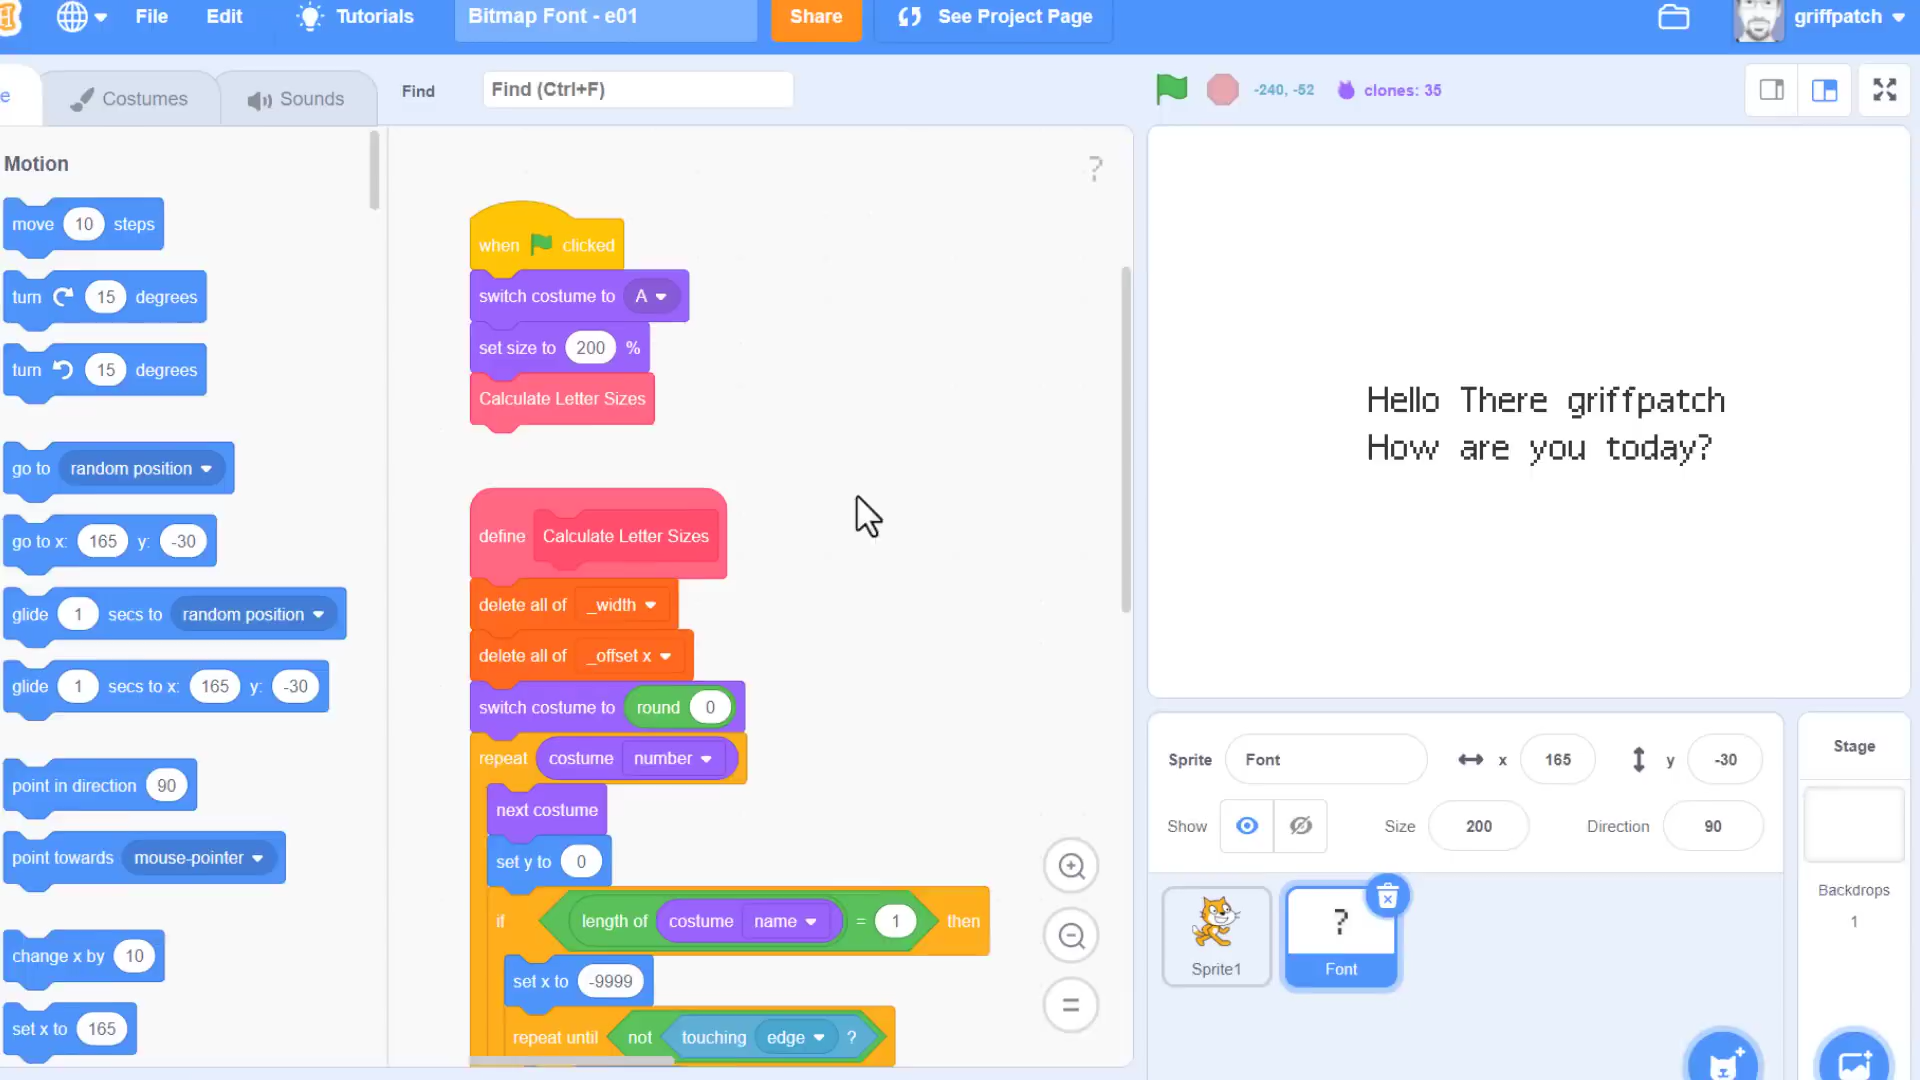 File
Edit
Tutorials
Bitmap Font - e01
Share
See Project Page
griffpatch
Costumes
Sounds
Find
Find (Ctrl+F)
-240, -52
clones: 35
Motion
move 10 steps
turn 15 degrees
turn 15 degrees
go to random position
go to x: 165 y: -30
glide 1 secs to random position
glide 1 secs to x: 165 y: -30
point in direction 90
point towards mouse-pointer
change x by 10
set x to 165
?
when clicked
switch costume to A
set size to 200 %
Calculate Letter Sizes
define Calculate Letter Sizes
delete all of _width
delete all of _offset x
switch costume to round 0
repeat costume number
next costume
set y to 0
if length of costume name = 1 then
set x to -9999
repeat until not touching edge ?
=
Hello There griffpatch
How are you today?
Sprite Font x 165 y -30
Show Size 200 Direction 90
Sprite1
?
Font
Stage
Backdrops
1